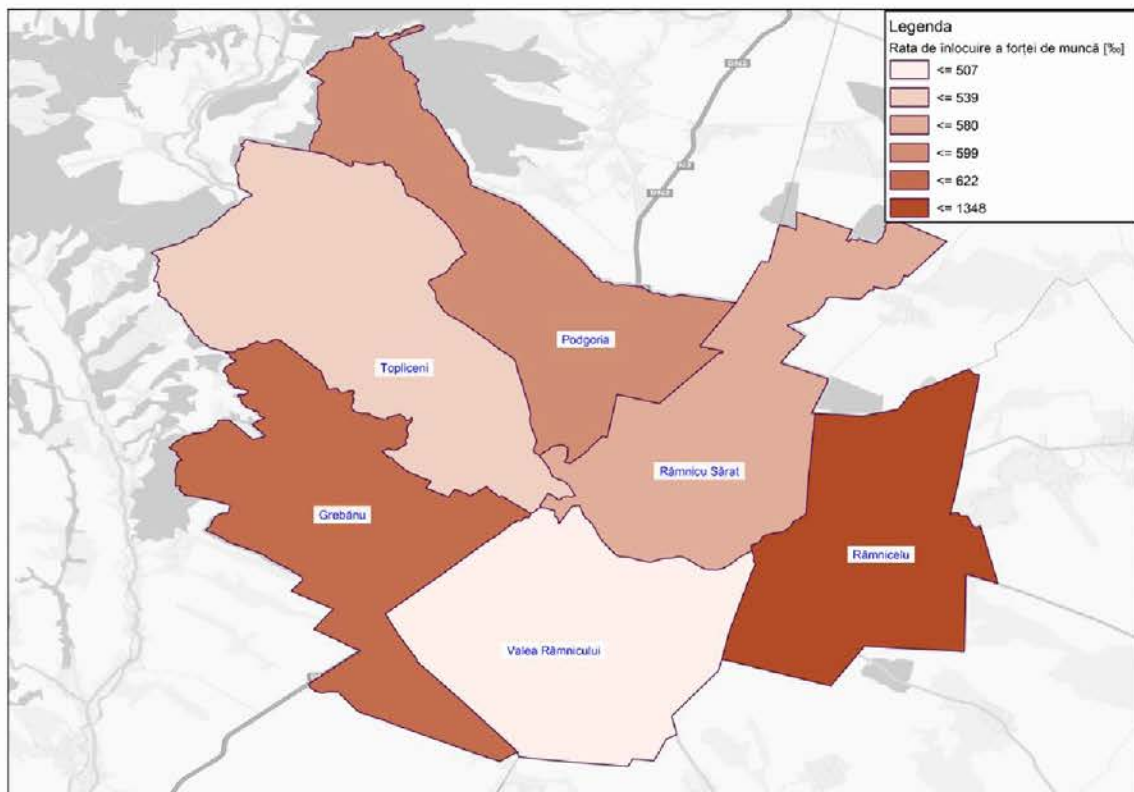 Legenda
Rata de înlocuire a forței de muncă [‰]
<= 507
<= 539
<= 580
<= 599
<= 622
<= 1348
Podgoria
Topliceni
Râmnicu Sărat
Grebănu
Râmnicelu
Valea Râmnicului